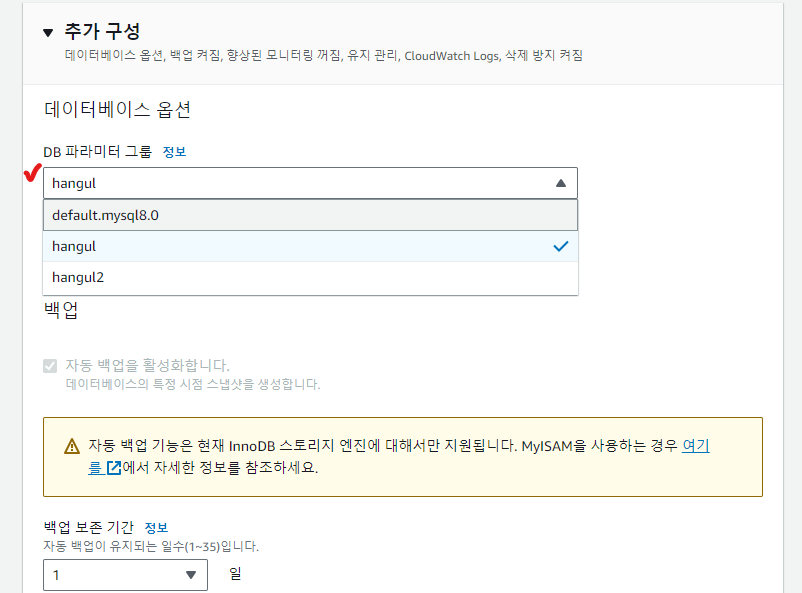 추가 구성
데이터베이스 옵션, 백업 켜짐, 향상된 모니터링 꺼짐, 유지 관리, CloudWatch Logs, 삭제 방지 켜짐
데이터베이스 옵션
DB 파라미터 그룹 정보
hangul
default.mysql8.0
hangul
hangul2
백업
자동 백업을 활성화합니다.
데이터베이스의 특정 시점 스냅샷을 생성합니다.
자동 백업 기능은 현재 InnoDB 스토리지 엔진에 대해서만 지원됩니다. MyISAM을 사용하는 경우 여기
를 에서 자세한 정보를 참조하세요.
백업 보존 기간 정보
자동 백업이 유지되는 일수(1~35)입니다.
1 일